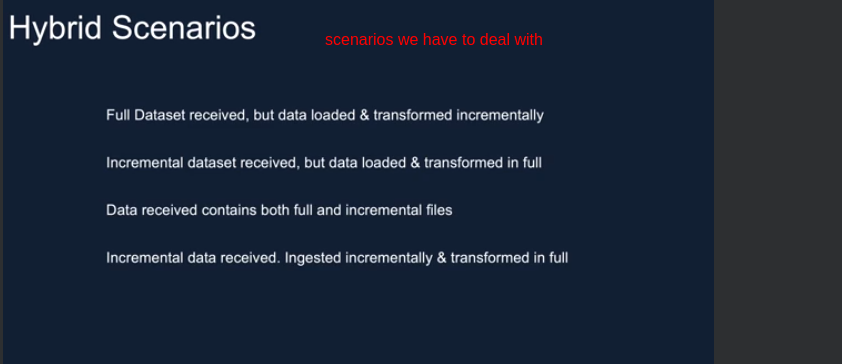 Hybrid Scenarios
scenarios we have to deal with
Full Dataset received, but data loaded & transformed incrementally
Incremental dataset received, but data loaded & transformed in full
Data received contains both full and incremental files
Incremental data received. Ingested incrementally & transformed in full